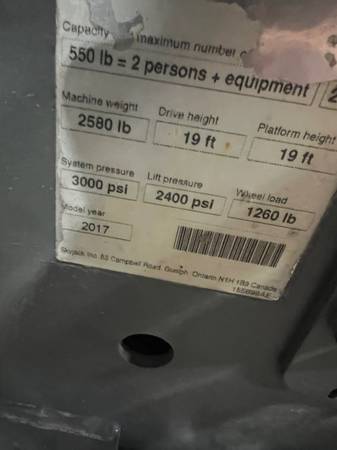 Capacity maximum number
550 lb = 2 persons + equipment 2
Machine weight Drive height Platform height
2580 lb 19 ft 19 ft
System pressure Lift pressure Wheel load
3000 psi 2400 psi 1260 lb
Model year
2017
Skyjack Inc. 55 Campbell Road. Guelph, Ontario N1H 1B9 Canada